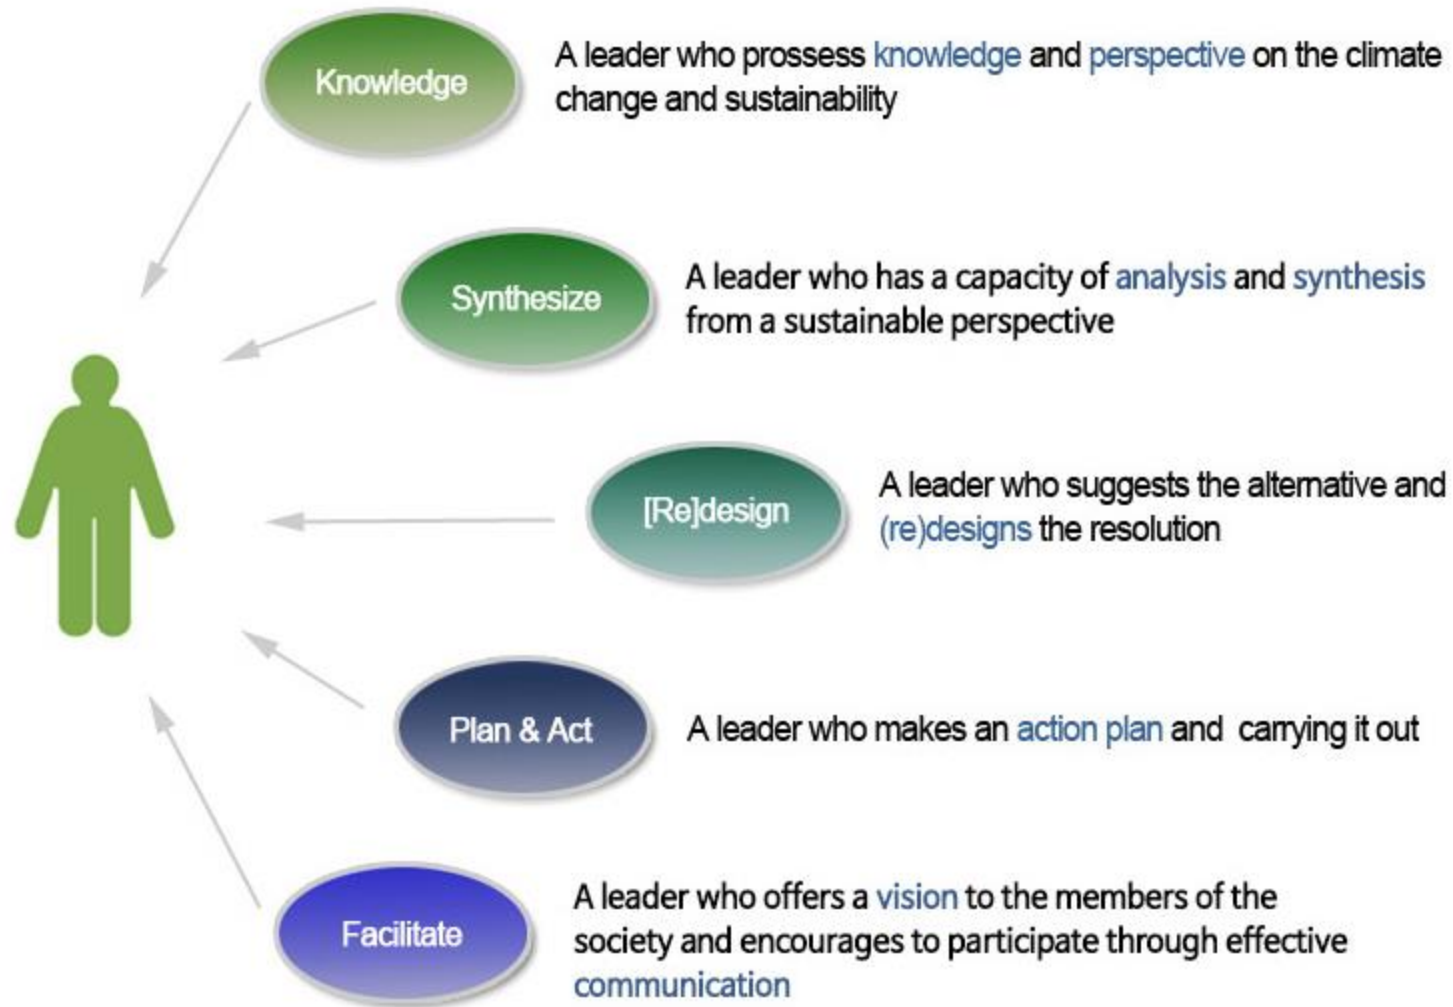 Knowledge
A leader who prossess knowledge and perspective on the climate
change and sustainability
Synthesize
A leader who has a capacity of analysis and synthesis
from a sustainable perspective
[Re]design
A leader who suggests the alternative and
(re)designs the resolution
Plan & Act
A leader who makes an action plan and carrying it out
Facilitate
A leader who offers a vision to the members of the
society and encourages to participate through effective
communication